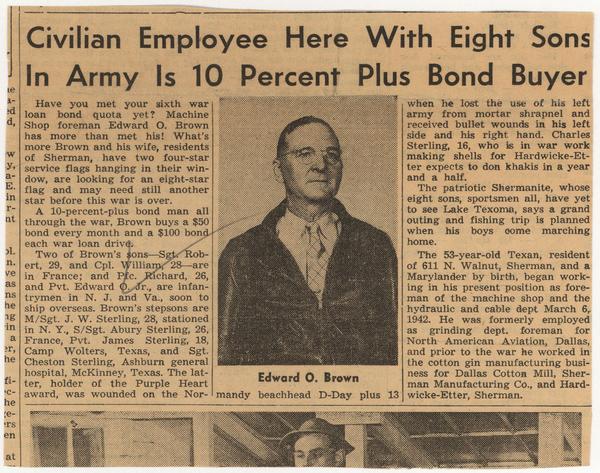 Civilian Employee Here With Eight Sons
In Army Is 10 Percent Plus Bond Buyer
Have you met your sixth war
loan bond quota yet? Machine
Shop foreman Edward O. Brown
has more than met his! What's
more Brown and his wife, residents
of Sherman, have two four-star
service flags hanging in their win-
dow, are looking for an eight-star
flag and may need still another
star before this war is over.
A 10-percent-plus bond man all
through the war, Brown buys a $50
bond every month and a $100 bond
each war loan drive.
Two of Brown's sons—Sgt. Rob-
ert, 29, and Cpl. William, 28—are
in France; and Pfc. Richard, 26,
and Pvt. Edward O. Jr., are infan-
trymen in N. J. and Va., soon to
ship overseas. Brown's stepsons are
M/Sgt. J. W. Sterling, 28, stationed
in N. Y., S/Sgt. Abury Sterling, 26,
France, Pvt. James Sterling, 18,
Camp Wolters, Texas, and Sgt.
Cheston Sterling, Ashburn general
hospital, McKinney, Texas. The lat-
ter, holder of the Purple Heart
award, was wounded on the Nor-
Edward O. Brown
mandy beachhead D-Day plus 13
when he lost the use of his left
army from mortar shrapnel and
received bullet wounds in his left
side and his right hand. Charles
Sterling, 16, who is in war work
making shells for Hardwicke-Et-
ter expects to don khakis in a year
and a half.
The patriotic Shermanite, whose
eight sons, sportsmen all, have yet
to see Lake Texoma, says a grand
outing and fishing trip is planned
when his boys come marching
home.
The 53-year-old Texan, resident
of 611 N. Walnut, Sherman, and a
Marylander by birth, began work-
ing in his present position as fore-
man of the machine shop and the
hydraulic and cable dept March 6,
1942. He was formerly employed
as grinding dept. foreman for
North American Aviation, Dallas,
and prior to the war he worked in
the cotton gin manufacturing busi-
ness for Dallas Cotton Mill, Sher-
man Manufacturing Co., and Hard-
wicke-Etter, Sherman.